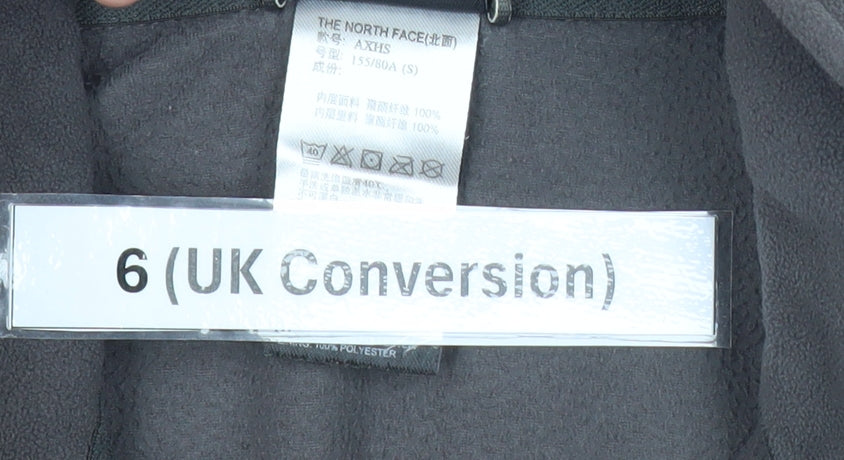 THE NORTH FACE(北面)
款号: AXHS
号型: 155/80A (S)
成份:
内层面料 聚酯纤维 100%
内层里料 聚酯纤维 100%
40
6 (UK Conversion)
100% POLYESTER